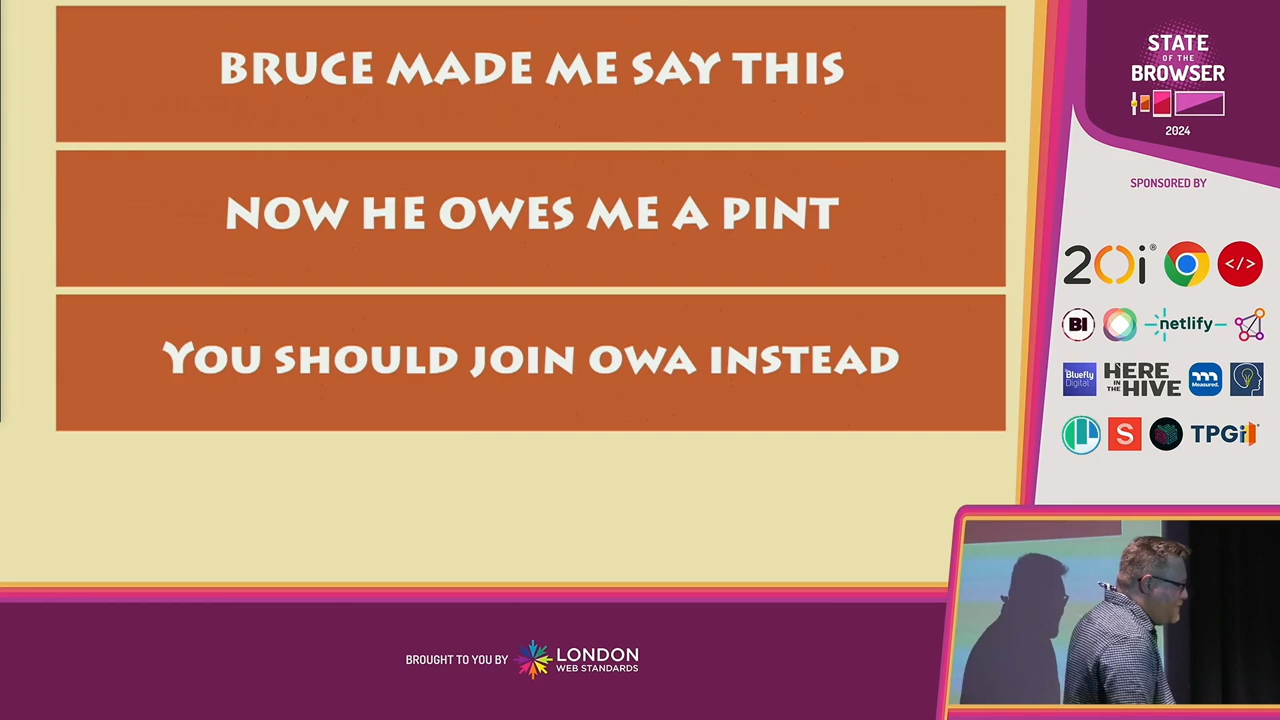 BRUCE MADE ME SAY THIS
NOW HE OWES ME A PINT
YOU SHOULD JOIN OWA INSTEAD
STATE
OF THE
BROWSER
2024
SPONSORED BY
20i®
</>
BI
netlify
Bluefly
Digital
HERE
IN THE
HIVE
Measured.
S
TPGi
BROUGHT TO YOU BY
LONDON
WEB STANDARDS